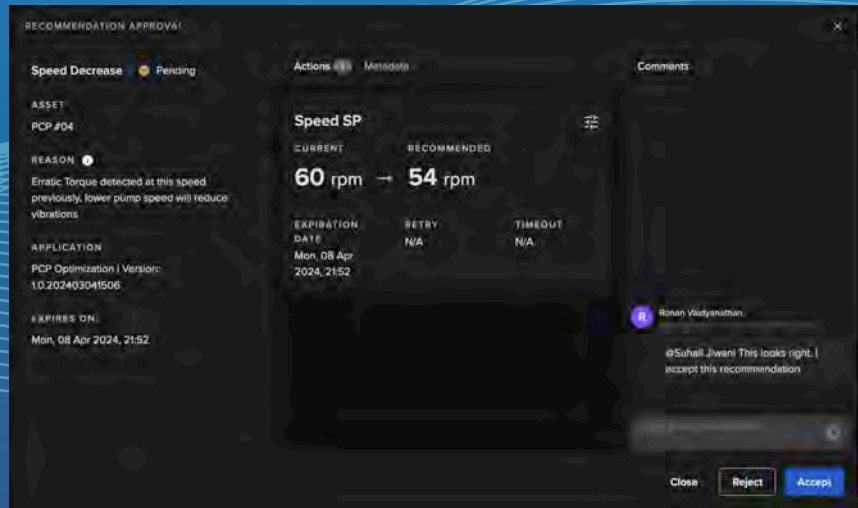 RECOMMENDATION APPROVAL
Speed Decrease
Pending
ASSET
PCP #04
REASON
Erratic Torque detected at this speed
previously, lower pump speed will reduce
vibrations
APPLICATION
PCP Optimization | Version:
1.0.202403041506
EXPIRES ON
Mon, 08 Apr 2024, 21:52
Actions
Metadata
Speed SP
CURRENT
RECOMMENDED
60 rpm → 54 rpm
EXPIRATION
DATE
Mon, 08 Apr
2024, 21:52
RETRY
N/A
TIMEOUT
N/A
Comments
R
Ronan Vaidyanathan
@Suhail Jiwani This looks right. I
accept this recommendation
Close
Reject
Accept